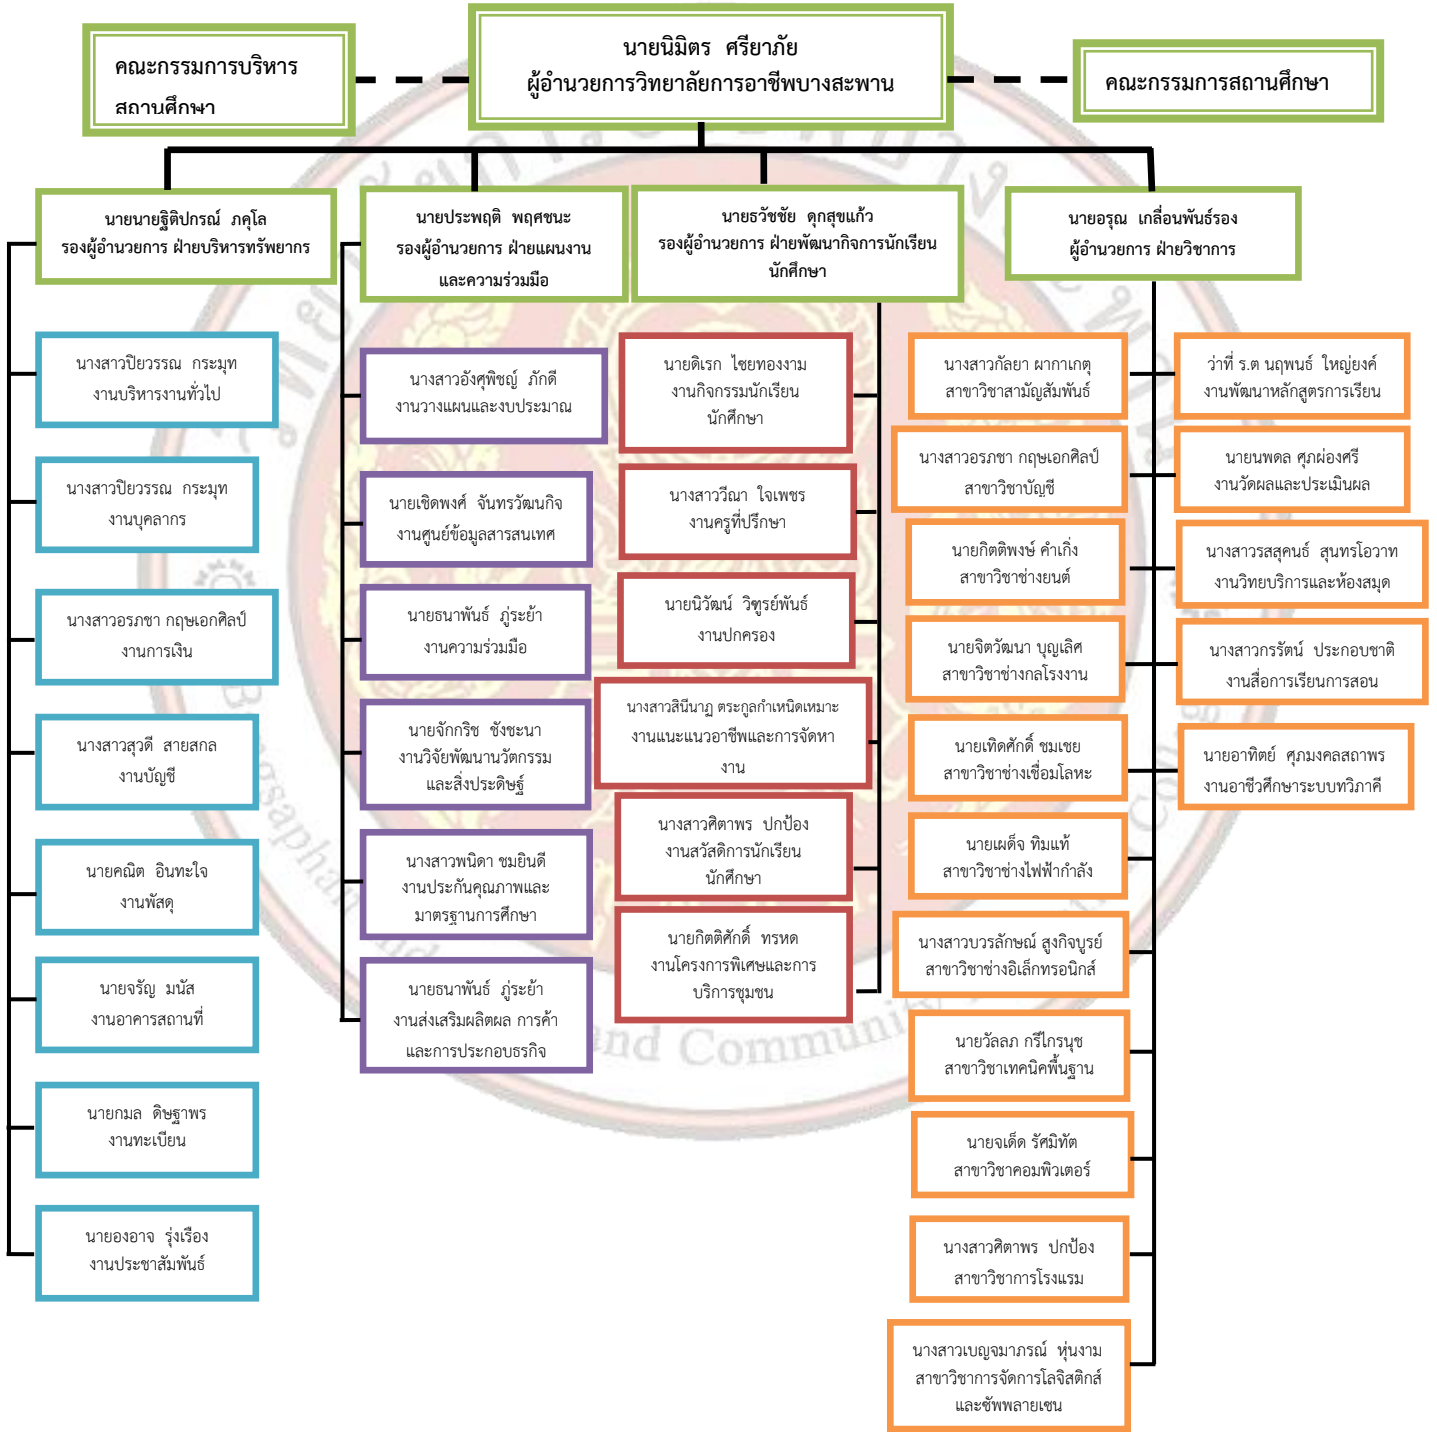 คณะกรรมการบริหาร
สถานศึกษา
นายนิมิตร ศรียาภัย
ผู้อำนวยการวิทยาลัยการอาชีพบางสะพาน
คณะกรรมการสถานศึกษา
นายนายฐิติปกรณ์ ภคุโล
รองผู้อำนวยการ ฝ่ายบริหารทรัพยากร
นายประพฤติ พฤศชนะ
รองผู้อำนวยการ ฝ่ายแผนงาน
และความร่วมมือ
นายธวัชชัย ดุกสุขแก้ว
รองผู้อำนวยการ ฝ่ายพัฒนากิจการนักเรียน
นักศึกษา
นายอรุณ เกลื่อนพันธ์รอง
ผู้อำนวยการ ฝ่ายวิชาการ
นางสาวปิยวรรณ กระมุท
งานบริหารงานทั่วไป
นางสาวปิยวรรณ กระมุท
งานบุคลากร
นางสาวอรภชา กฤษเอกศิลป์
งานการเงิน
นางสาวสุวดี สายสกล
งานบัญชี
นายคณิต อินทะใจ
งานพัสดุ
นายจรัญ มนัส
งานอาคารสถานที่
นายกมล ดิษฐาพร
งานทะเบียน
นายองอาจ รุ่งเรือง
งานประชาสัมพันธ์
นางสาวอังศุพิชญ์ ภักดี
งานวางแผนและงบประมาณ
นายเชิดพงศ์ จันทรวัฒนกิจ
งานศูนย์ข้อมูลสารสนเทศ
นายธนาพันธ์ ภู่ระย้า
งานความร่วมมือ
นายจักกริช ชังชะนา
งานวิจัยพัฒนานวัตกรรม
และสิ่งประดิษฐ์
นางสาวพนิดา ชมยินดี
งานประกันคุณภาพและ
มาตรฐานการศึกษา
นายธนาพันธ์ ภู่ระย้า
งานส่งเสริมผลิตผล การค้า
และการประกอบธรกิจ
นายดิเรก ไชยทองงาม
งานกิจกรรมนักเรียน
นักศึกษา
นางสาววีณา ใจเพชร
งานครูที่ปรึกษา
นายนิวัฒน์ วิฑูรย์พันธ์
งานปกครอง
นางสาวสินีนาฏ ตระกูลกำเหนิดเหมาะ
งานแนะแนวอาชีพและการจัดหา
งาน
นางสาวศิตาพร ปกป้อง
งานสวัสดิการนักเรียน
นักศึกษา
นายกิตติศักดิ์ ทรหด
งานโครงการพิเศษและการ
บริการชุมชน
นางสาวกัลยา ผากาเกตุ
สาขาวิชาสามัญสัมพันธ์
นางสาวอรภชา กฤษเอกศิลป์
สาขาวิชาบัญชี
นายกิตติพงษ์ คำเกิ่ง
สาขาวิชาช่างยนต์
นายจิตวัฒนา บุญเลิศ
สาขาวิชาช่างกลโรงงาน
นายเทิดศักดิ์ ชมเชย
สาขาวิชาช่างเชื่อมโลหะ
นายเผด็จ ทิมแท้
สาขาวิชาช่างไฟฟ้ากำลัง
นางสาวบวรลักษณ์ สูงกิจบูรย์
สาขาวิชาช่างอิเล็กทรอนิกส์
นายวัลลภ กรีไกรนุช
สาขาวิชาเทคนิคพื้นฐาน
นายจเด็ด รัศมิทัต
สาขาวิชาคอมพิวเตอร์
นางสาวศิตาพร ปกป้อง
สาขาวิชาการโรงแรม
นางสาวเบญจมาภรณ์ หุ่นงาม
สาขาวิชาการจัดการโลจิสติกส์
และซัพพลายเชน
ว่าที่ ร.ต นฤพนธ์ ใหญ่ยงค์
งานพัฒนาหลักสูตรการเรียน
นายนพดล ศุภผ่องศรี
งานวัดผลและประเมินผล
นางสาวรสสุคนธ์ สุนทรโอวาท
งานวิทยบริการและห้องสมุด
นางสาวกรรัตน์ ประกอบชาติ
งานสื่อการเรียนการสอน
นายอาทิตย์ ศุภมงคลสถาพร
งานอาชีวศึกษาระบบทวิภาคี
and Community